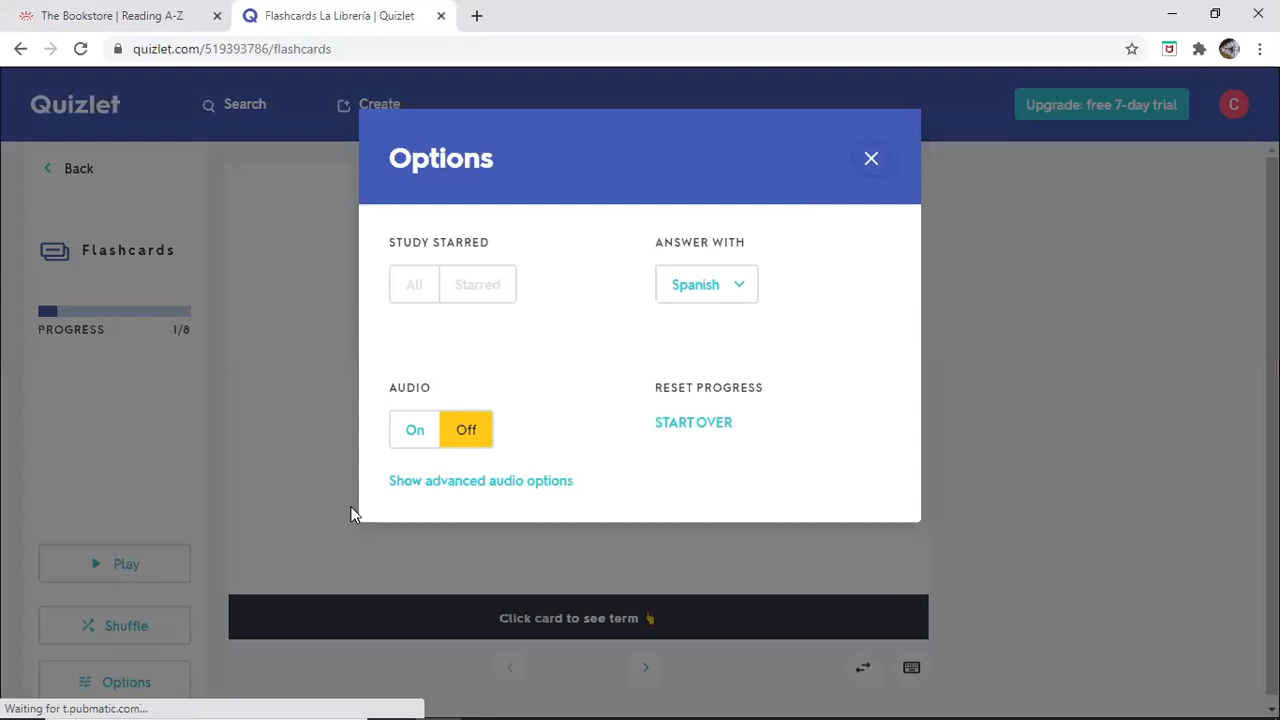 The Bookstore | Reading A-Z
Flashcards La Librería | Quizlet
quizlet.com/519393786/flashcards
Quizlet
Search
Create
Upgrade: free 7-day trial
C
Back
Flashcards
PROGRESS 1/8
Play
Shuffle
Options
Options
STUDY STARRED
All Starred
ANSWER WITH
Spanish
AUDIO
On Off
Show advanced audio options
RESET PROGRESS
START OVER
Click card to see term
Waiting for t.pubmatic.com...